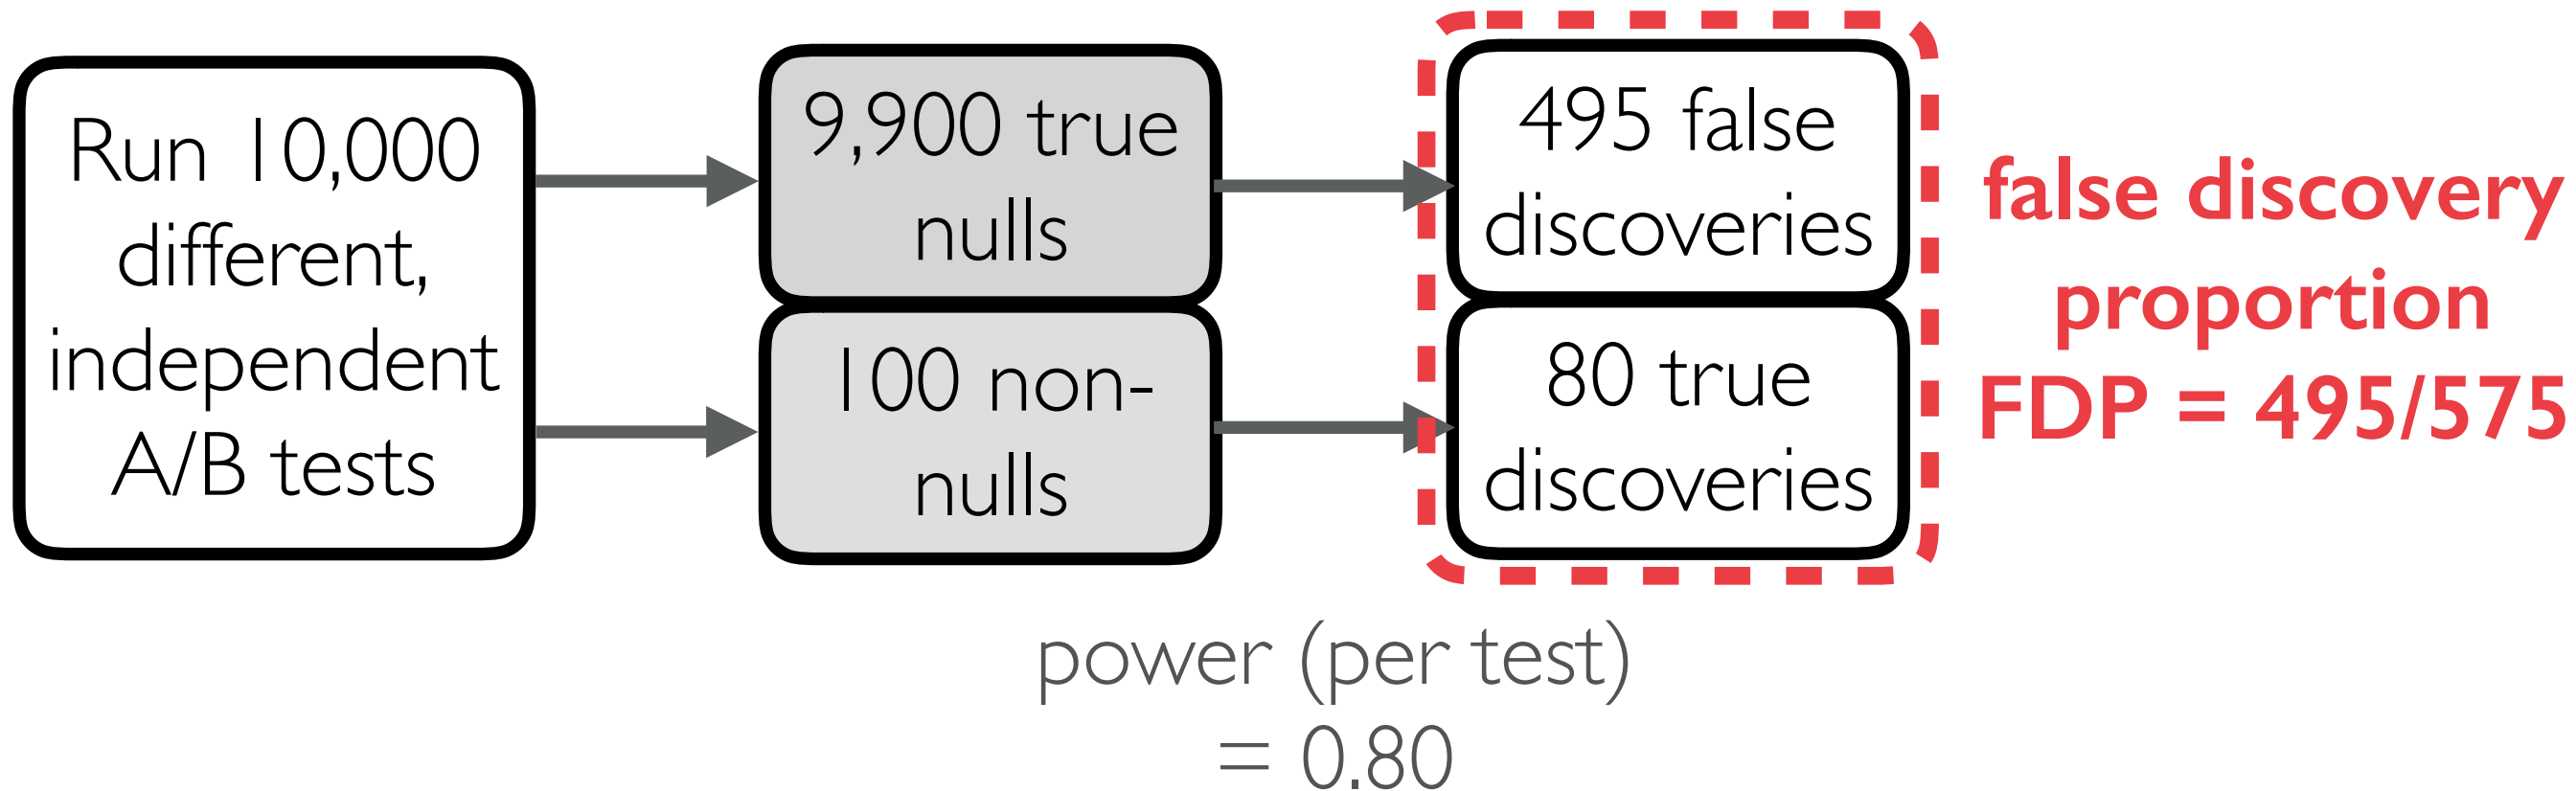 Run 10,000
different,
independent
A/B tests
9,900 true
nulls
100 non-
nulls
495 false
discoveries
80 true
discoveries
false discovery
proportion
FDP = 495/575
power (per test)
= 0.80